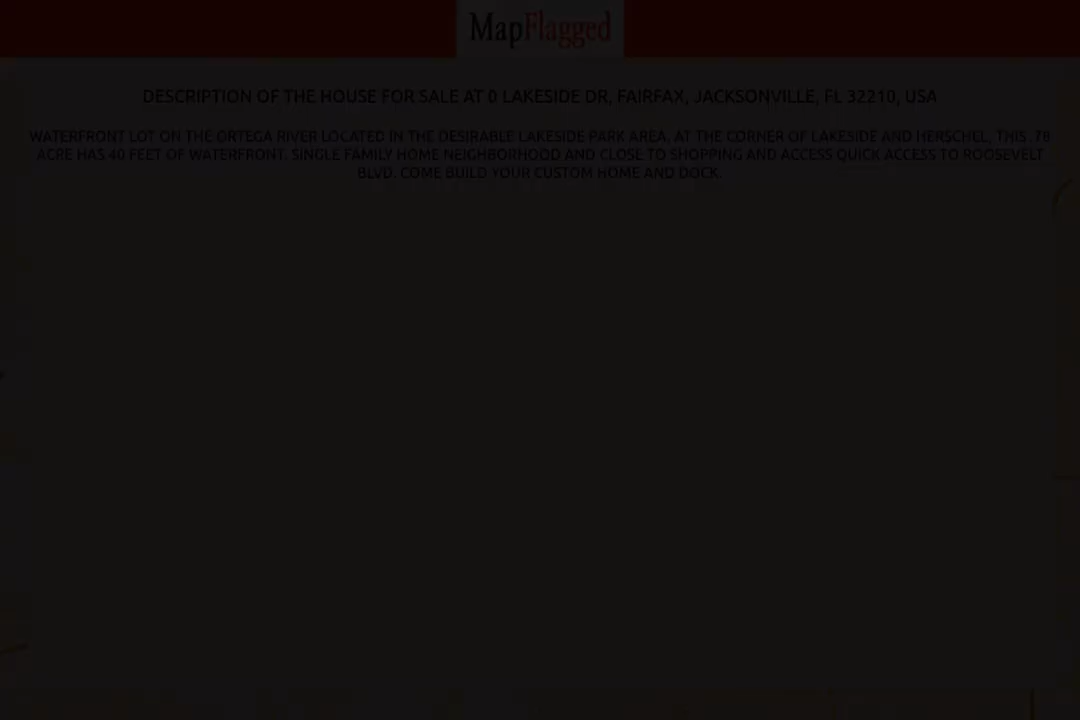 MapFlagged
DESCRIPTION OF THE HOUSE FOR SALE AT 0 LAKESIDE DR, FAIRFAX, JACKSONVILLE, FL 32210, USA
WATERFRONT LOT ON THE ORTEGA RIVER LOCATED IN THE DESIRABLE LAKESIDE PARK AREA. AT THE CORNER OF LAKESIDE AND HERSCHEL, THIS .78
ACRE HAS 40 FEET OF WATERFRONT. SINGLE FAMILY HOME NEIGHBORHOOD AND CLOSE TO SHOPPING AND ACCESS QUICK ACCESS TO ROOSEVELT
BLVD. COME BUILD YOUR CUSTOM HOME AND DOCK.